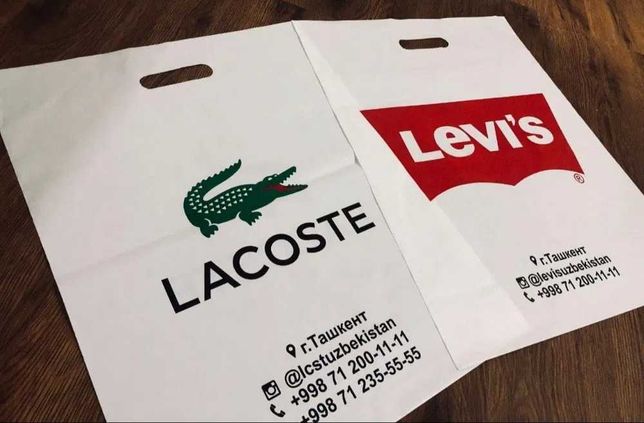 LACOSTE
г.Ташкент
@lcstuzbekistan
+998 71 200-11-11
+998 71 235-55-55
Levi's
®
г.Ташкент
@levisuzbekistan
+998 71 200-11-11